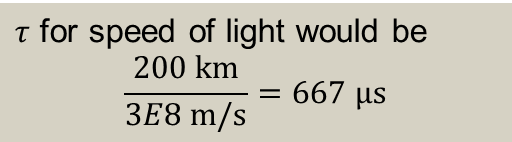 τ for speed of light would be
200 km
3E8 m/s
= 667 μs